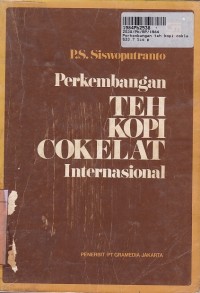 P.S. Siswoputranto
Perkembangan
TEH
KOPI
COKELAT
Internasional
PENERBIT PT GRAMEDIA JAKARTA